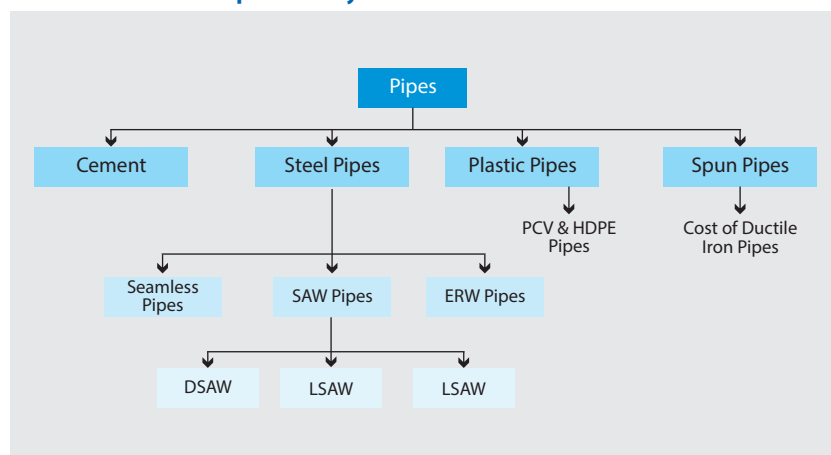 Pipes
Cement
Steel Pipes
Plastic Pipes
Spun Pipes
PCV & HDPE
Pipes
Cost of Ductile
Iron Pipes
Seamless
Pipes
SAW Pipes
ERW Pipes
DSAW
LSAW
LSAW